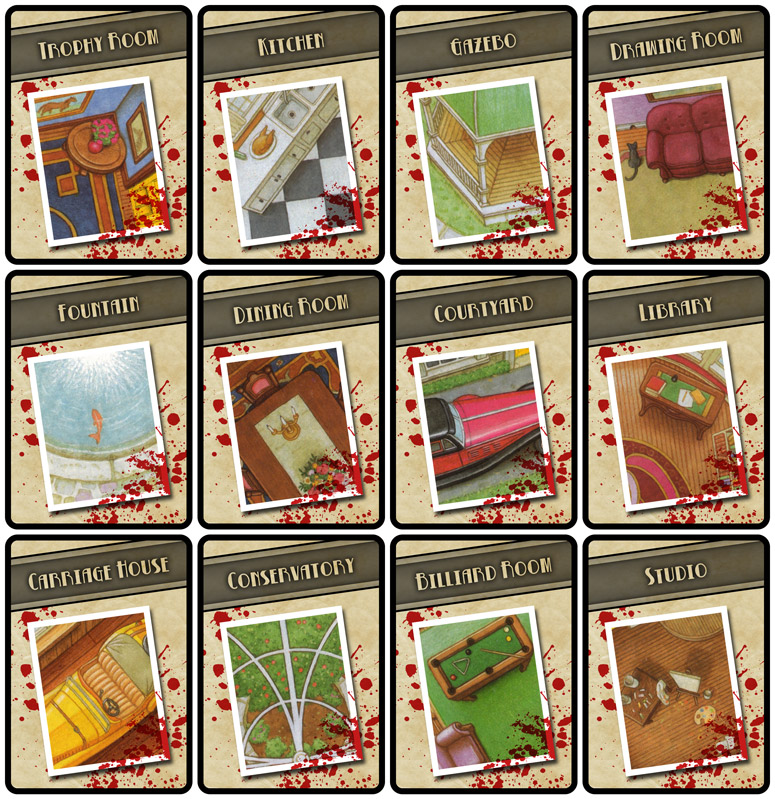 Trophy Room
Kitchen
Gazebo
Drawing Room
Fountain
Dining Room
Courtyard
Library
Carriage House
Conservatory
Billiard Room
Studio